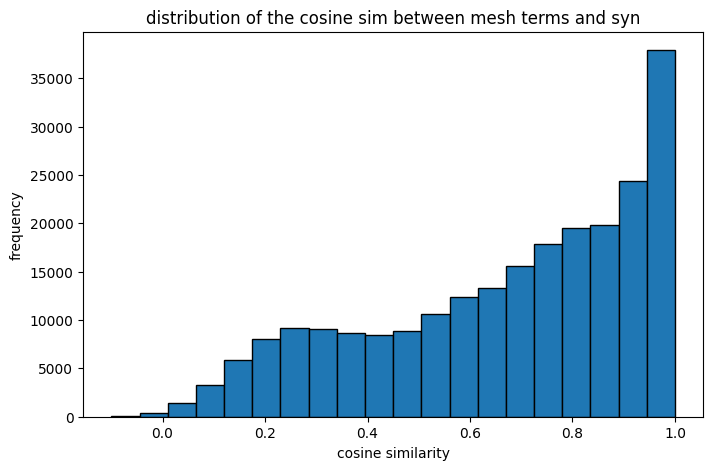 distribution of the cosine sim between mesh terms and syn
35000
30000
25000
20000
15000
10000
5000
0
frequency
0.0 0.2 0.4 0.6 0.8 1.0
cosine similarity